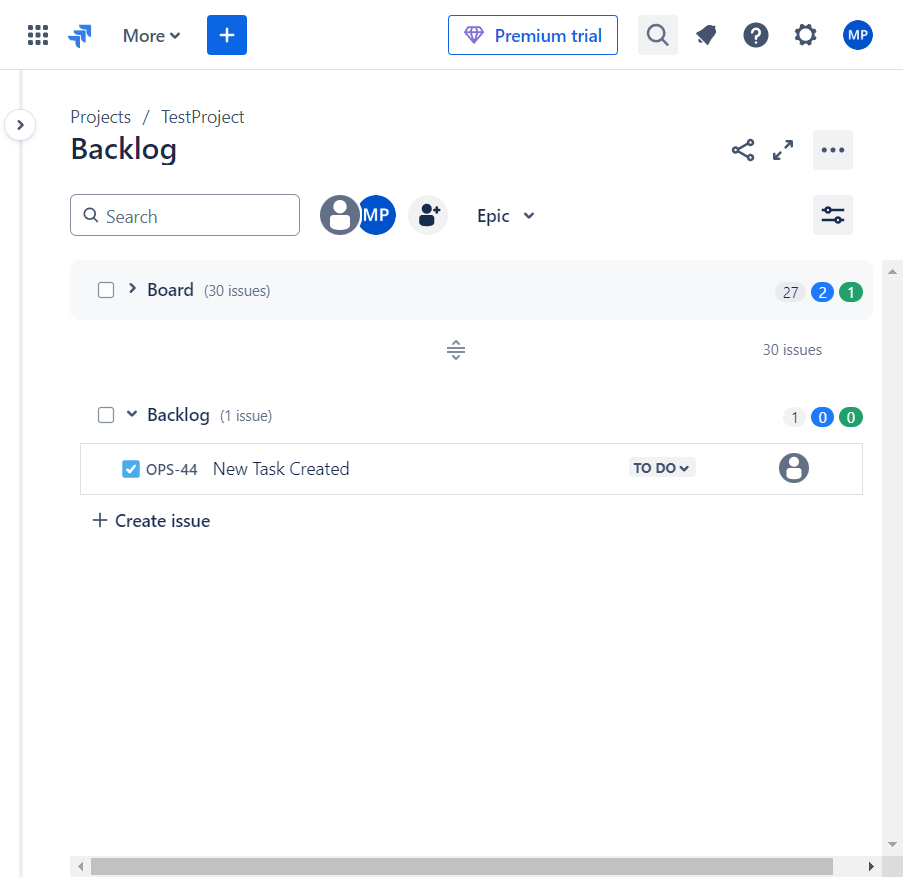 More
Premium trial
MP
Projects / TestProject
Backlog
Search
MP
Epic
Board (30 issues)
27 2 1
30 issues
Backlog (1 issue)
1 0 0
OPS-44 New Task Created
TO DO
Create issue